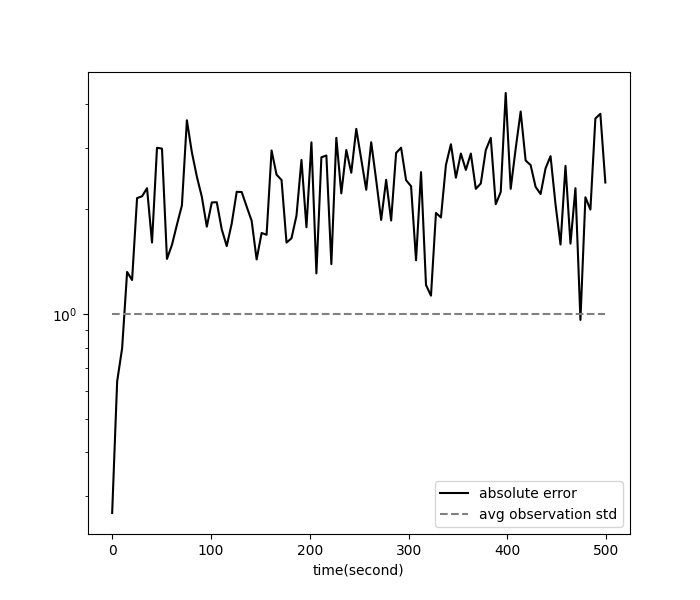 10⁰
absolute error
avg observation std
0 100 200 300 400 500
time(second)